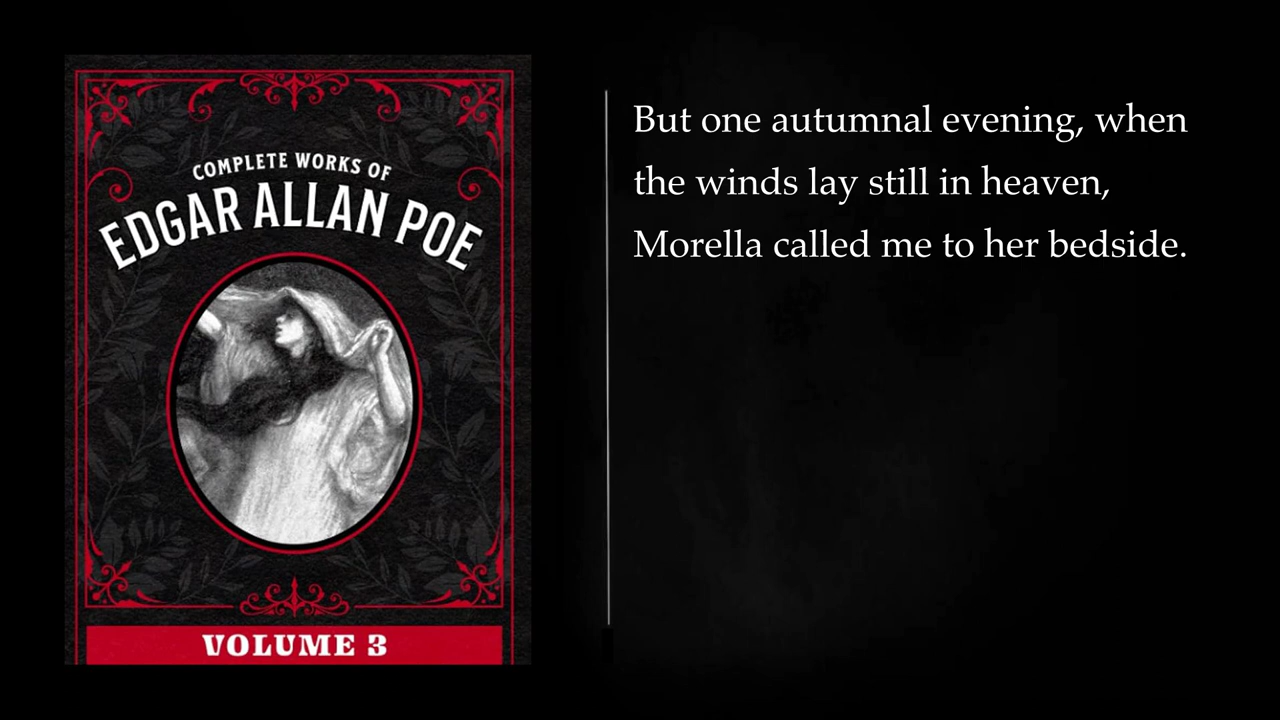 COMPLETE WORKS OF
EDGAR ALLAN POE
VOLUME 3
But one autumnal evening, when
the winds lay still in heaven,
Morella called me to her bedside.